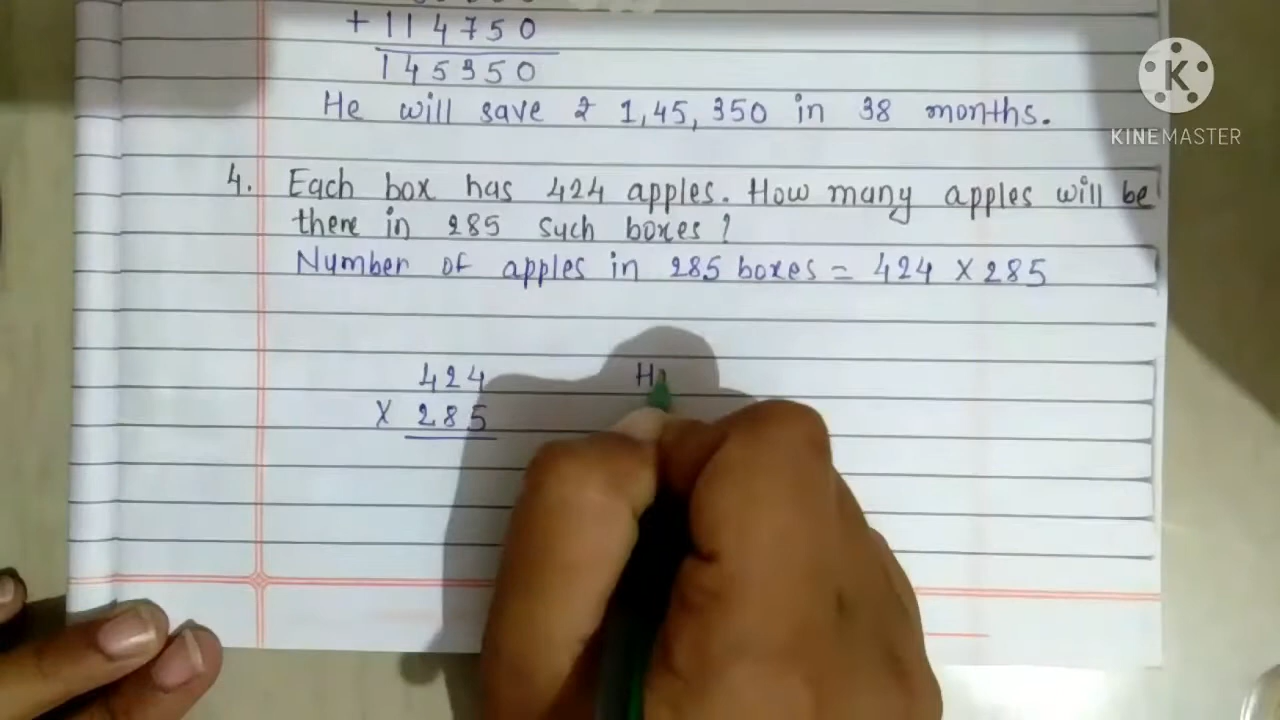 + 114750
145350
He will save ₹ 1,45,350 in 38 months.
4. Each box has 424 apples. How many apples will be
there in 285 such boxes?
Number of apples in 285 boxes = 424 × 285
424
× 285
K
KINEMASTER